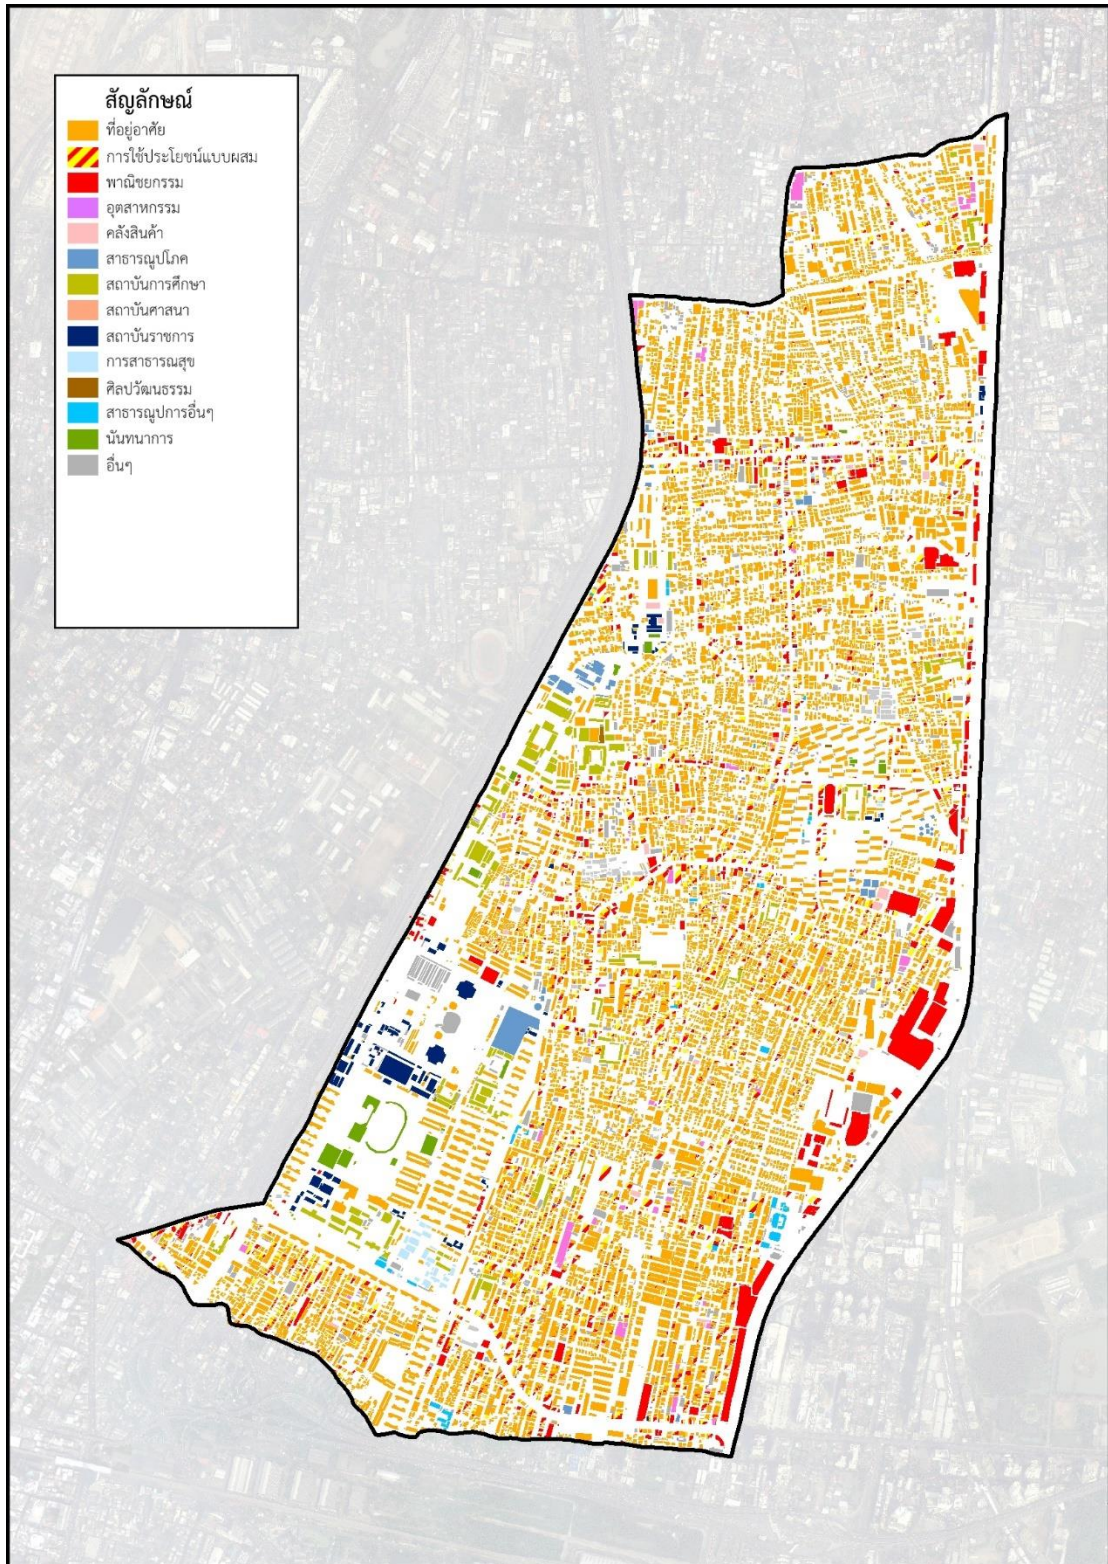 สัญลักษณ์
ที่อยู่อาศัย
การใช้ประโยชน์แบบผสม
พาณิชยกรรม
อุตสาหกรรม
คลังสินค้า
สาธารณูปโภค
สถาบันการศึกษา
สถาบันศาสนา
สถาบันราชการ
การสาธารณสุข
ศิลปวัฒนธรรม
สาธารณูปการอื่นๆ
นันทนาการ
อื่นๆ